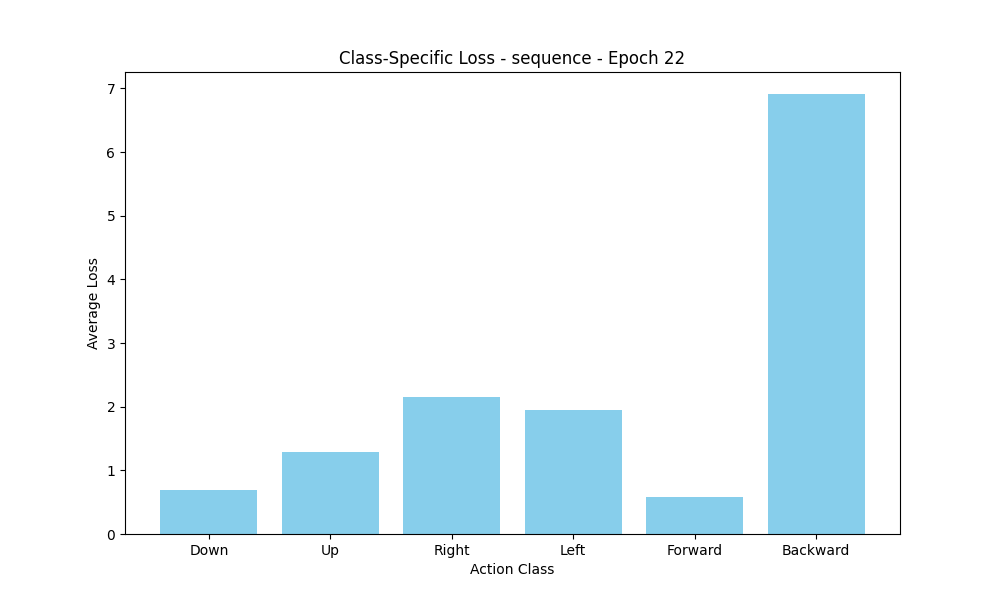 Class-Specific Loss - sequence - Epoch 22
7
6
5
4
3
2
1
0
Average Loss
Down Up Right Left Forward Backward
Action Class